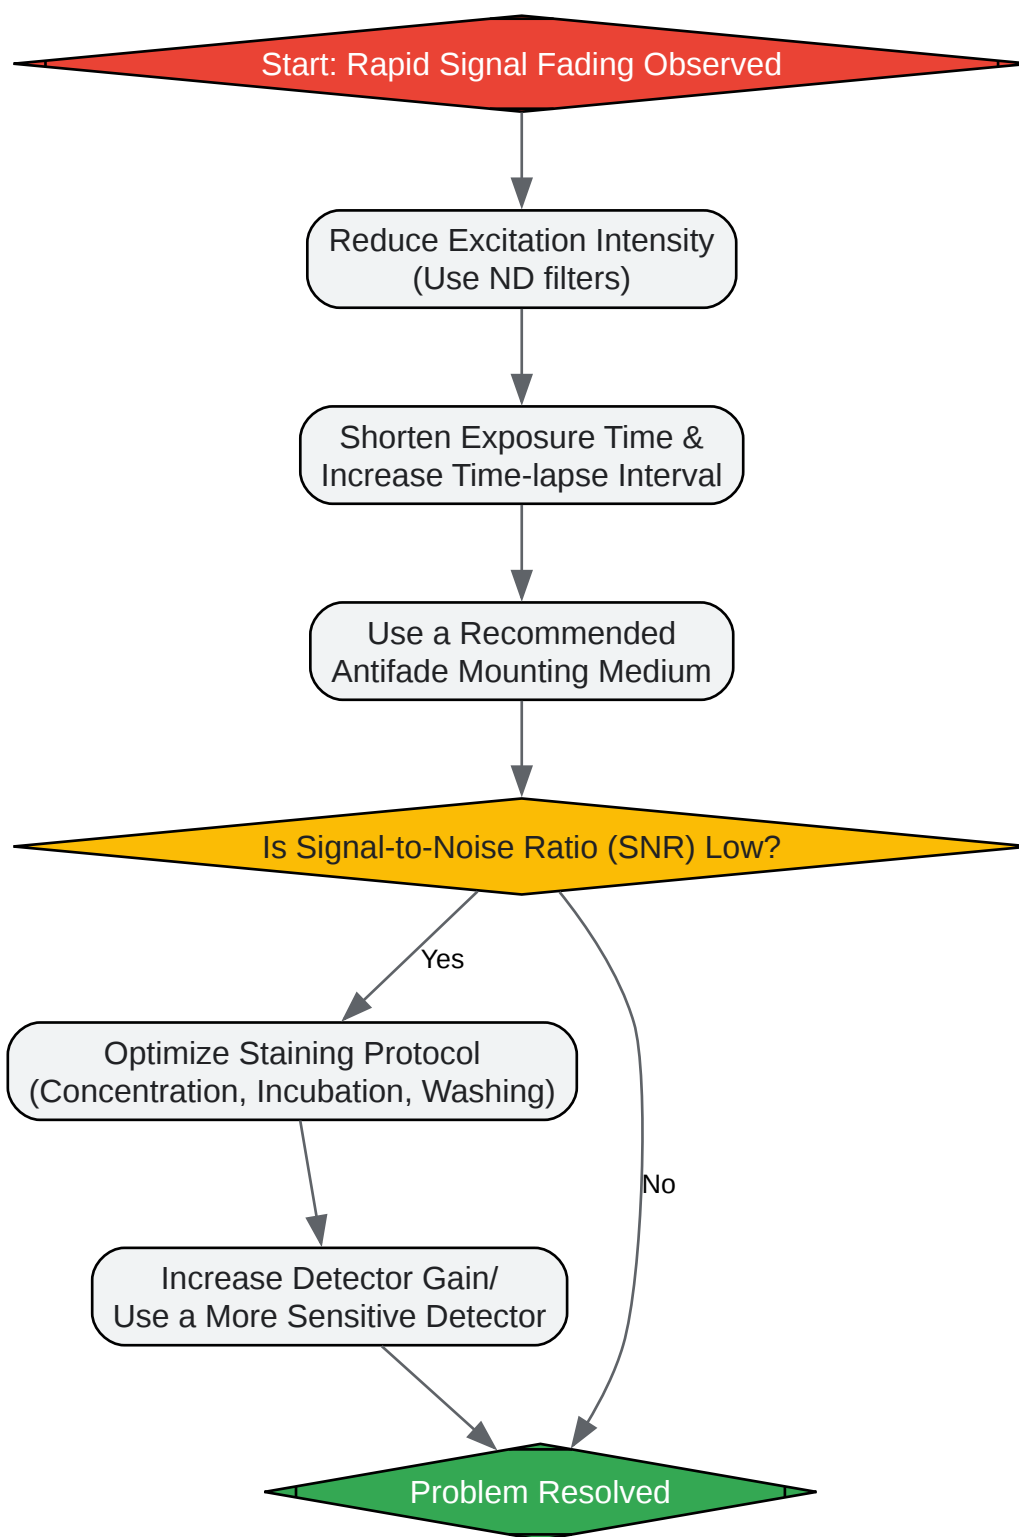 Start: Rapid Signal Fading Observed
Reduce Excitation Intensity
(Use ND filters)
Shorten Exposure Time &
Increase Time-lapse Interval
Use a Recommended
Antifade Mounting Medium
Is Signal-to-Noise Ratio (SNR) Low?
Yes
Optimize Staining Protocol
(Concentration, Incubation, Washing)
No
Increase Detector Gain/
Use a More Sensitive Detector
Problem Resolved